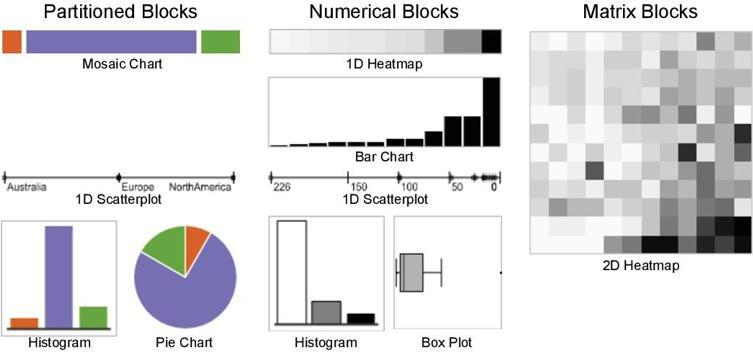 Partitioned Blocks
Mosaic Chart
Australia Europe NorthAmerica
1D Scatterplot
Histogram Pie Chart
Numerical Blocks
1D Heatmap
Bar Chart
226 150 100 50 0
1D Scatterplot
Histogram Box Plot
Matrix Blocks
2D Heatmap